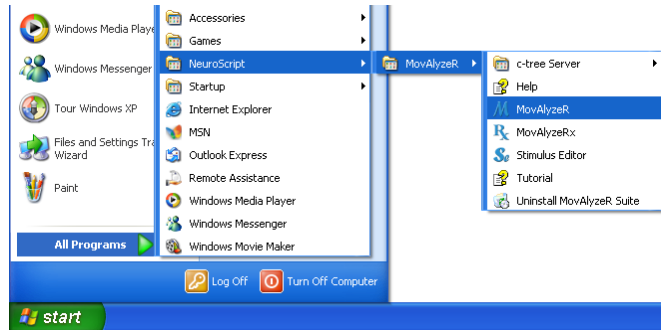 Windows Media Playe
Windows Messenger
Tour Windows XP
Files and Settings Tra
Wizard
Paint
All Programs
Accessories
Games
NeuroScript
Startup
Internet Explorer
MSN
Outlook Express
Remote Assistance
Windows Media Player
Windows Messenger
Windows Movie Maker
MovAlyzeR
c-tree Server
Help
MovAlyzeR
MovAlyzeRx
Stimulus Editor
Tutorial
Uninstall MovAlyzeR Suite
Log Off
Turn Off Computer
start